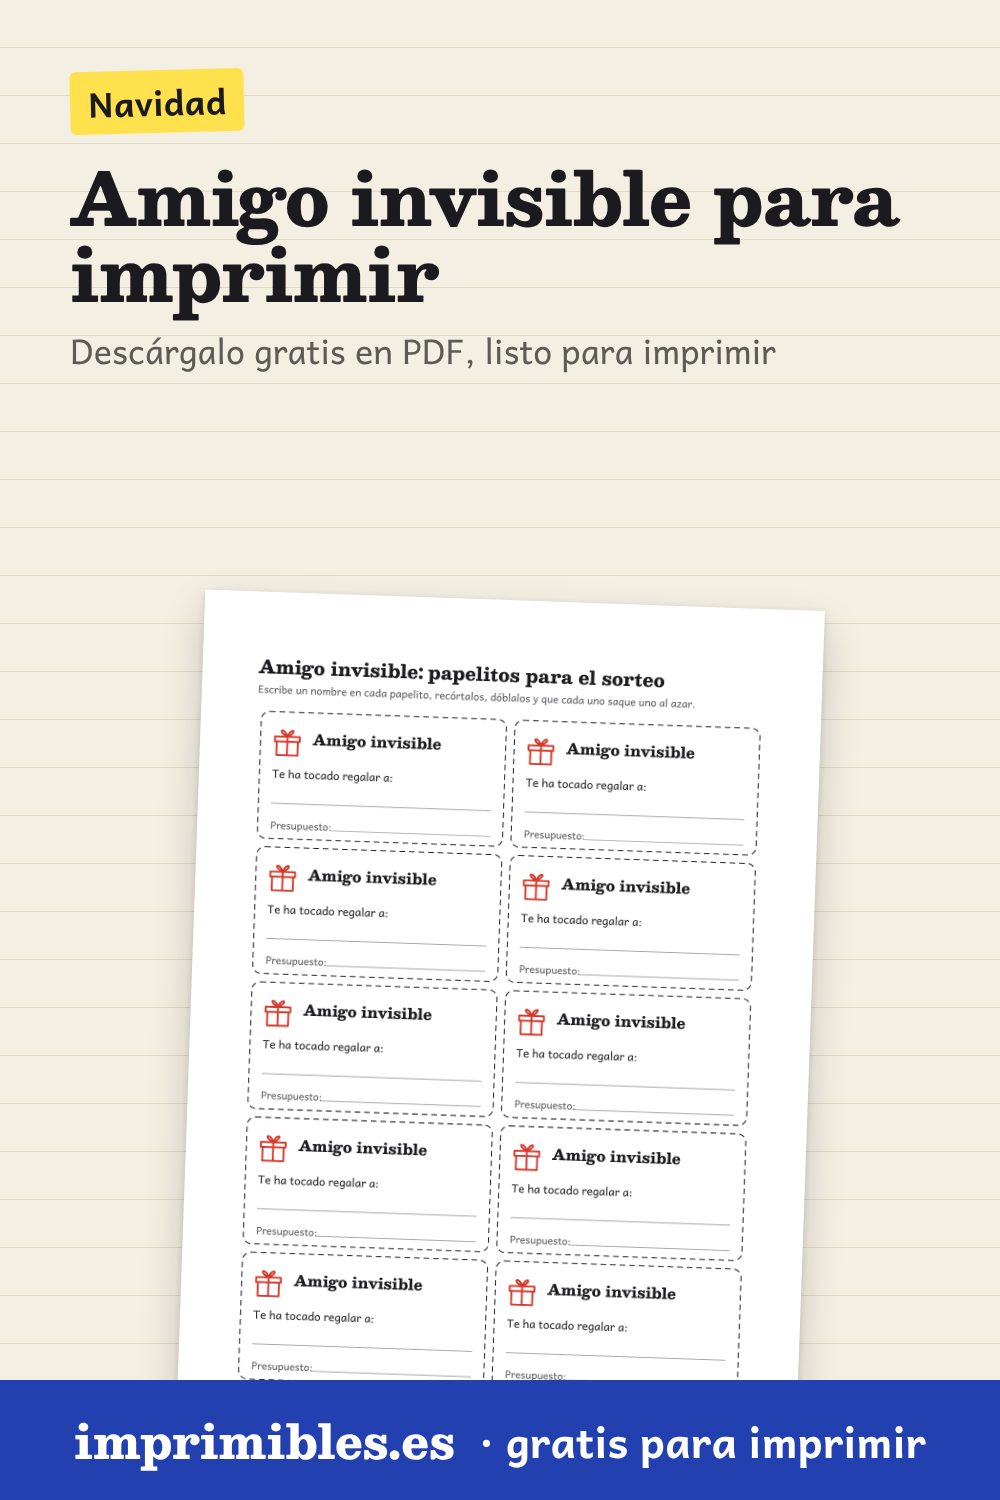 Navidad
Amigo invisible para
imprimir
Descárgalo gratis en PDF, listo para imprimir
Amigo invisible: papelitos para el sorteo
Escribe un nombre en cada papelito, recórtalos, dóblalos y que cada uno saque uno al azar.
Amigo invisible
Te ha tocado regalar a:
Presupuesto:
Amigo invisible
Te ha tocado regalar a:
Presupuesto:
Amigo invisible
Te ha tocado regalar a:
Presupuesto:
Amigo invisible
Te ha tocado regalar a:
Presupuesto:
Amigo invisible
Te ha tocado regalar a:
Presupuesto:
Amigo invisible
Te ha tocado regalar a:
Presupuesto:
Amigo invisible
Te ha tocado regalar a:
Presupuesto:
Amigo invisible
Te ha tocado regalar a:
Presupuesto:
Amigo invisible
Te ha tocado regalar a:
Presupuesto:
Amigo invisible
Te ha tocado regalar a:
Presupuesto:
imprimibles.es · gratis para imprimir